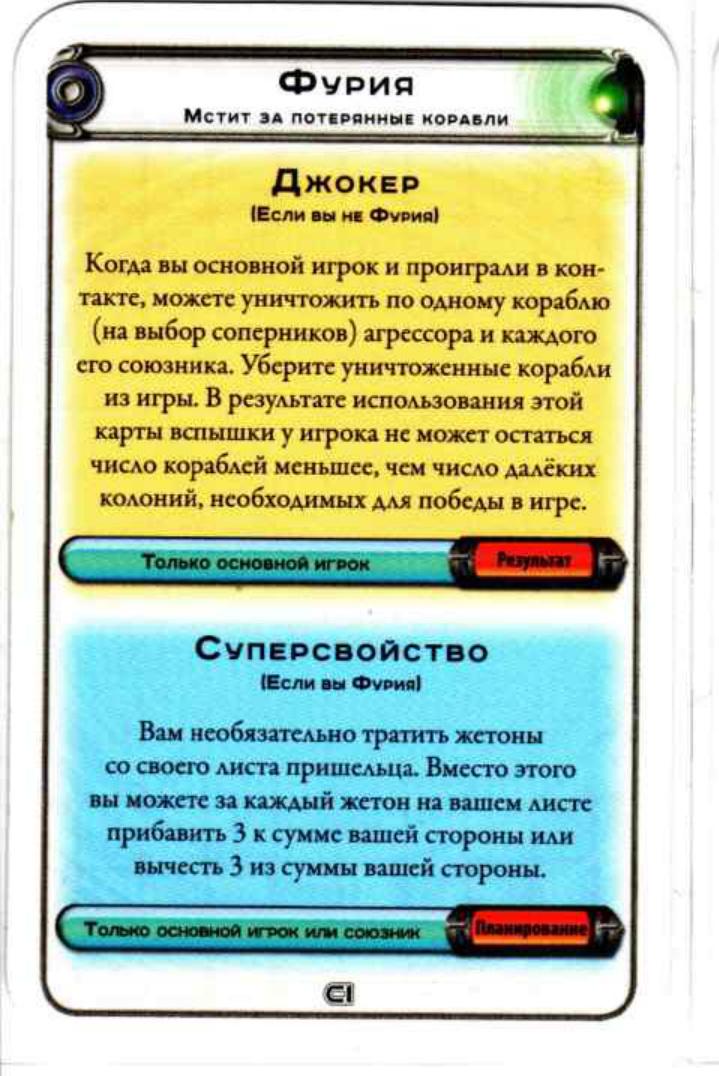 Фурия
Мстит за потерянные корабли
Джокер
(Если вы не Фурия)
Когда вы основной игрок и проиграли в кон-
такте, можете уничтожить по одному кораблю
(на выбор соперников) агрессора и каждого
его союзника. Уберите уничтоженные корабли
из игры. В результате использования этой
карты вспышки у игрока не может остаться
число кораблей меньшее, чем число далёких
колоний, необходимых для победы в игре.
Только основной игрок
Результат
Суперсвойство
(Если вы Фурия)
Вам необязательно тратить жетоны
со своего листа пришельца. Вместо этого
вы можете за каждый жетон на вашем листе
прибавить 3 к сумме вашей стороны или
вычесть 3 из суммы вашей стороны.
Только основной игрок или союзник
Планирование
CI